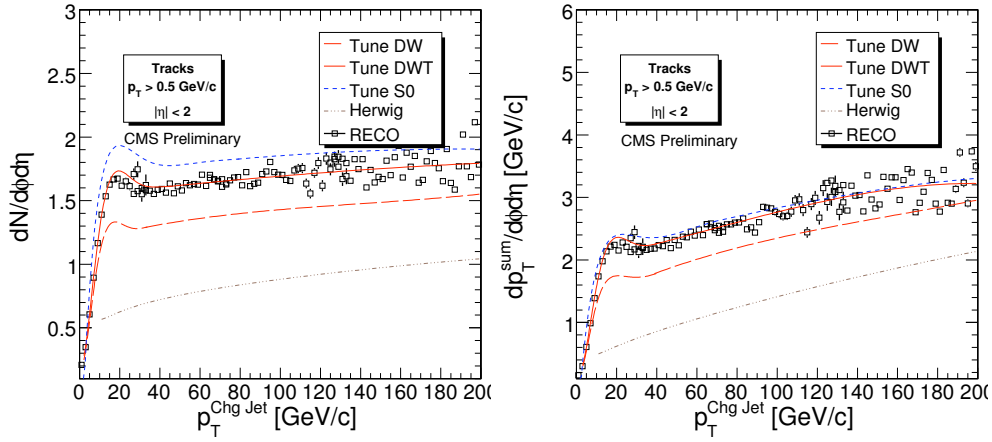 3
2.5
2
1.5
1
0.5
dN/dϕdη
Tracks
p_T > 0.5 GeV/c
|η| < 2
CMS Preliminary
Tune DW
Tune DWT
Tune S0
Herwig
RECO
0 20 40 60 80 100 120 140 160 180 200
p_T^Chg Jet [GeV/c]
6
5
4
3
2
1
dp_T^sum/dϕdη [GeV/c]
Tracks
p_T > 0.5 GeV/c
|η| < 2
CMS Preliminary
Tune DW
Tune DWT
Tune S0
Herwig
RECO
0 20 40 60 80 100 120 140 160 180 200
p_T^Chg Jet [GeV/c]